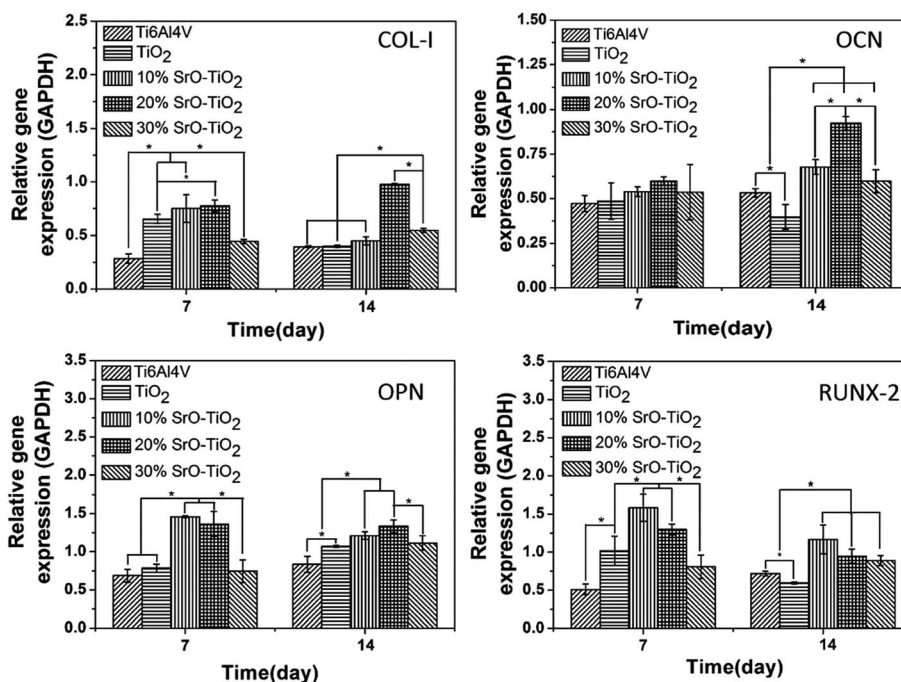 COL-I
Relative gene
expression (GAPDH)
2.5
2.0
1.5
1.0
0.5
0.0
Ti6Al4V
TiO2
10% SrO-TiO2
20% SrO-TiO2
30% SrO-TiO2
* *
*
*
*
7 14
Time(day)
OCN
Relative gene
expression (GAPDH)
1.50
1.25
1.00
0.75
0.50
0.25
0.00
Ti6Al4V
TiO2
10% SrO-TiO2
20% SrO-TiO2
30% SrO-TiO2
*
* *
*
7 14
Time(day)
OPN
Relative gene
expression (GAPDH)
3.5
3.0
2.5
2.0
1.5
1.0
0.5
0.0
Ti6Al4V
TiO2
10% SrO-TiO2
20% SrO-TiO2
30% SrO-TiO2
* *
*
*
*
7 14
Time(day)
RUNX-2
Relative gene
expression (GAPDH)
3.5
3.0
2.5
2.0
1.5
1.0
0.5
0.0
Ti6Al4V
TiO2
10% SrO-TiO2
20% SrO-TiO2
30% SrO-TiO2
* *
*
*
*
7 14
Time(day)